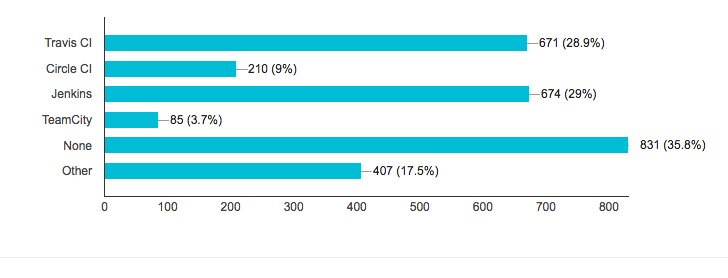 Travis CI 671 (28.9%)
Circle CI 210 (9%)
Jenkins 674 (29%)
TeamCity 85 (3.7%)
None 831 (35.8%)
Other 407 (17.5%)
0 100 200 300 400 500 600 700 800